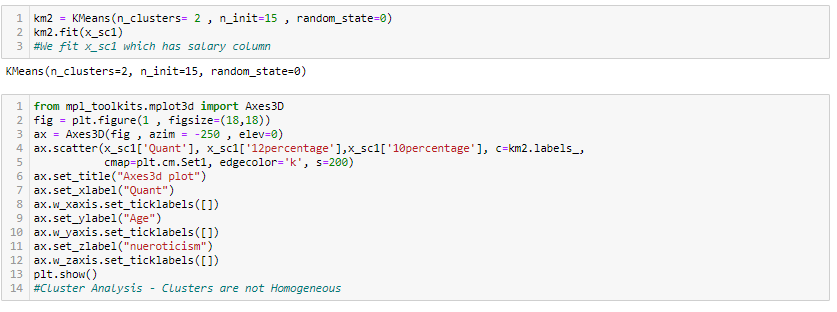 1 km2 = KMeans(n_clusters= 2 , n_init=15 , random_state=0)
2 km2.fit(x_sc1)
3 #We fit x_sc1 which has salary column
KMeans(n_clusters=2, n_init=15, random_state=0)
1 from mpl_toolkits.mplot3d import Axes3D
2 fig = plt.figure(1 , figsize=(18,18))
3 ax = Axes3D(fig , azim = -250 , elev=0)
4 ax.scatter(x_sc1['Quant'], x_sc1['12percentage'],x_sc1['10percentage'], c=km2.labels_,
5 cmap=plt.cm.Set1, edgecolor='k', s=200)
6 ax.set_title("Axes3d plot")
7 ax.set_xlabel("Quant")
8 ax.w_xaxis.set_ticklabels([])
9 ax.set_ylabel("Age")
10 ax.w_yaxis.set_ticklabels([])
11 ax.set_zlabel("nueroticism")
12 ax.w_zaxis.set_ticklabels([])
13 plt.show()
14 #Cluster Analysis - Clusters are not Homogeneous